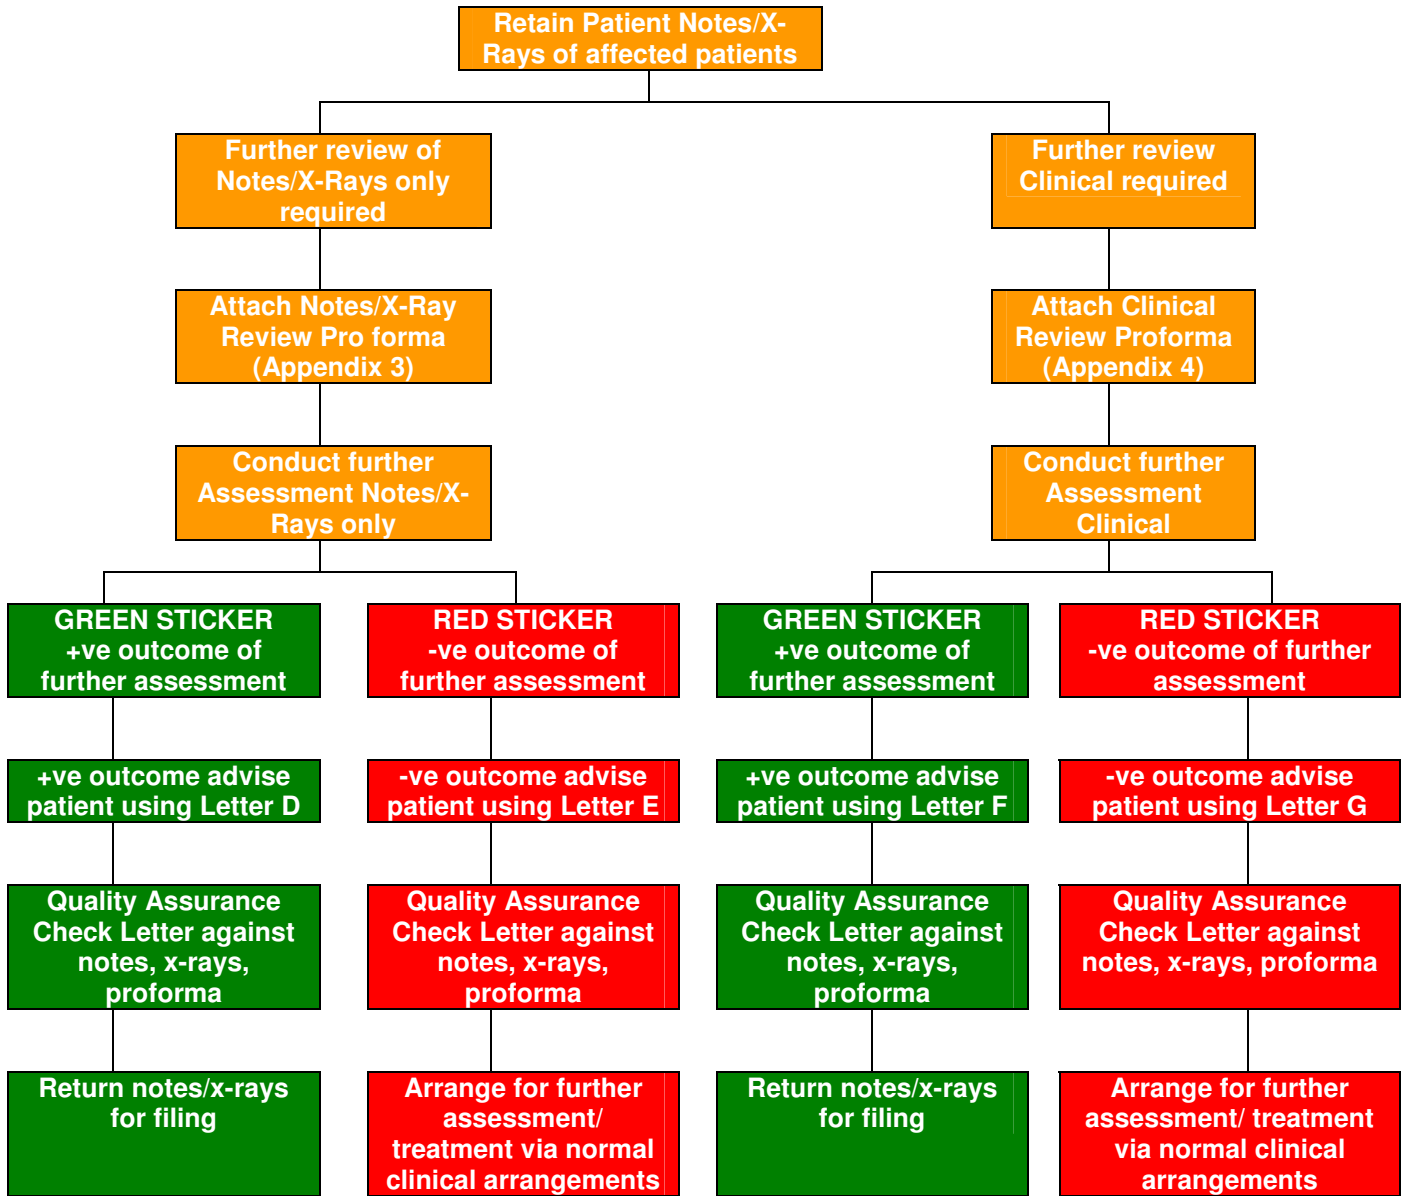 Retain Patient Notes/X-
Rays of affected patients
Further review of
Notes/X-Rays only
required
Further review
Clinical required
Attach Notes/X-Ray
Review Pro forma
(Appendix 3)
Attach Clinical
Review Proforma
(Appendix 4)
Conduct further
Assessment Notes/X-
Rays only
Conduct further
Assessment
Clinical
GREEN STICKER
+ve outcome of
further assessment
RED STICKER
-ve outcome of
further assessment
GREEN STICKER
+ve outcome of
further assessment
RED STICKER
-ve outcome of further
assessment
+ve outcome advise
patient using Letter D
-ve outcome advise
patient using Letter E
+ve outcome advise
patient using Letter F
-ve outcome advise
patient using Letter G
Quality Assurance
Check Letter against
notes, x-rays,
proforma
Quality Assurance
Check Letter against
notes, x-rays,
proforma
Quality Assurance
Check Letter against
notes, x-rays,
proforma
Quality Assurance
Check Letter against
notes, x-rays, proforma
Return notes/x-rays
for filing
Arrange for further
assessment/
treatment via normal
clinical arrangements
Return notes/x-rays
for filing
Arrange for further
assessment/ treatment
via normal clinical
arrangements